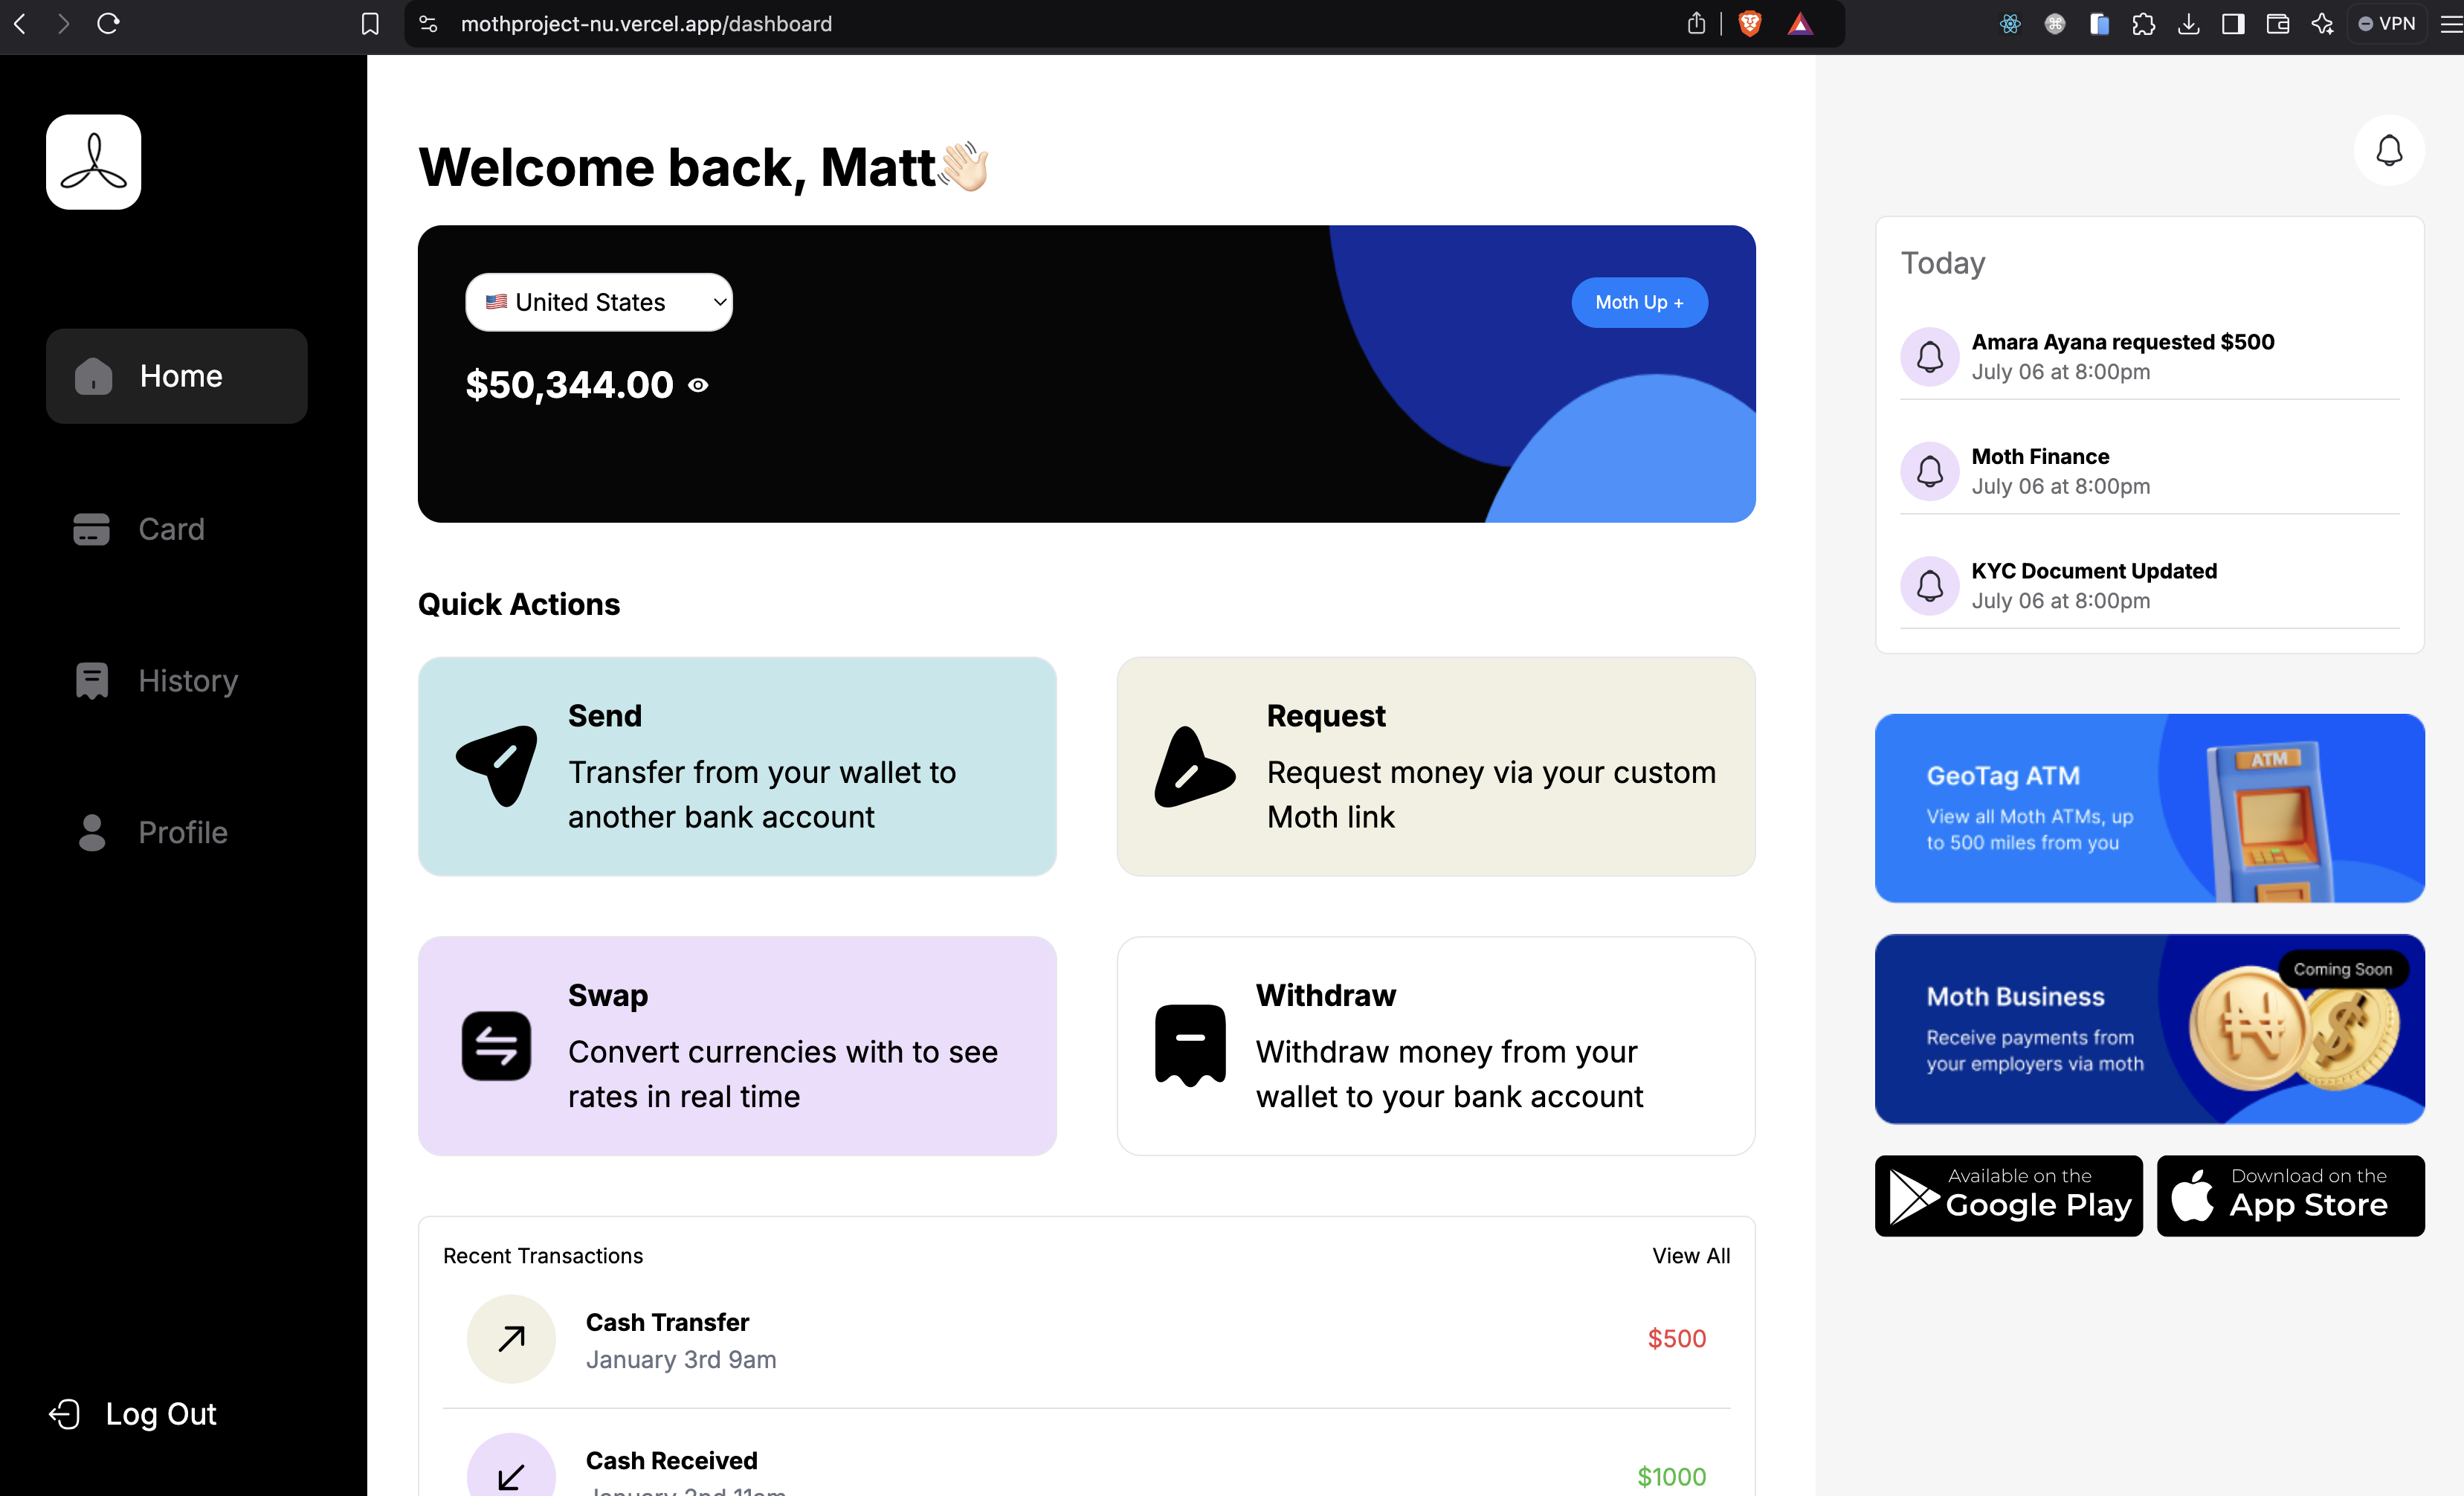 mothproject-nu.vercel.app/dashboard
VPN
Home
Card
History
Profile
Log Out
Welcome back, Matt👋🏻
🇺🇸 United States
Moth Up +
$50,344.00
Quick Actions
Send
Transfer from your wallet to
another bank account
Request
Request money via your custom
Moth link
Swap
Convert currencies with to see
rates in real time
Withdraw
Withdraw money from your
wallet to your bank account
Recent Transactions
View All
Cash Transfer
January 3rd 9am
$500
Cash Received
January 2nd 11am
$1000
Today
Amara Ayana requested $500
July 06 at 8:00pm
Moth Finance
July 06 at 8:00pm
KYC Document Updated
July 06 at 8:00pm
GeoTag ATM
View all Moth ATMs, up
to 500 miles from you
ATM
Coming Soon
Moth Business
Receive payments from
your employers via moth
₦
$
Available on the
Google Play
Download on the
App Store